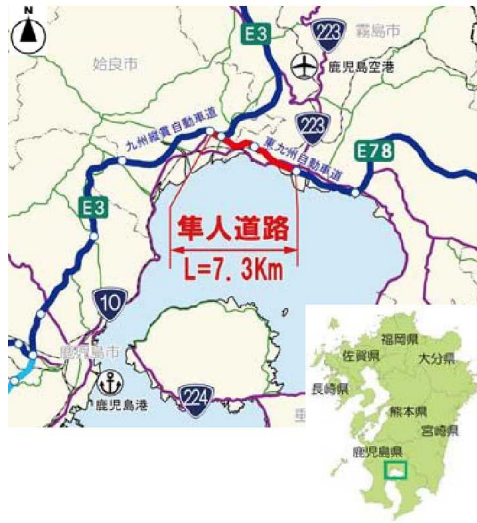 N
E3
223
霧島市
姶良市
鹿児島空港
223
九州縦貫自動車道
東九州自動車道
E78
E3
隼人道路
L=7.3Km
10
鹿児島市
鹿児島港
224
福岡県
佐賀県
大分県
長崎県
熊本県
宮崎県
鹿児島県